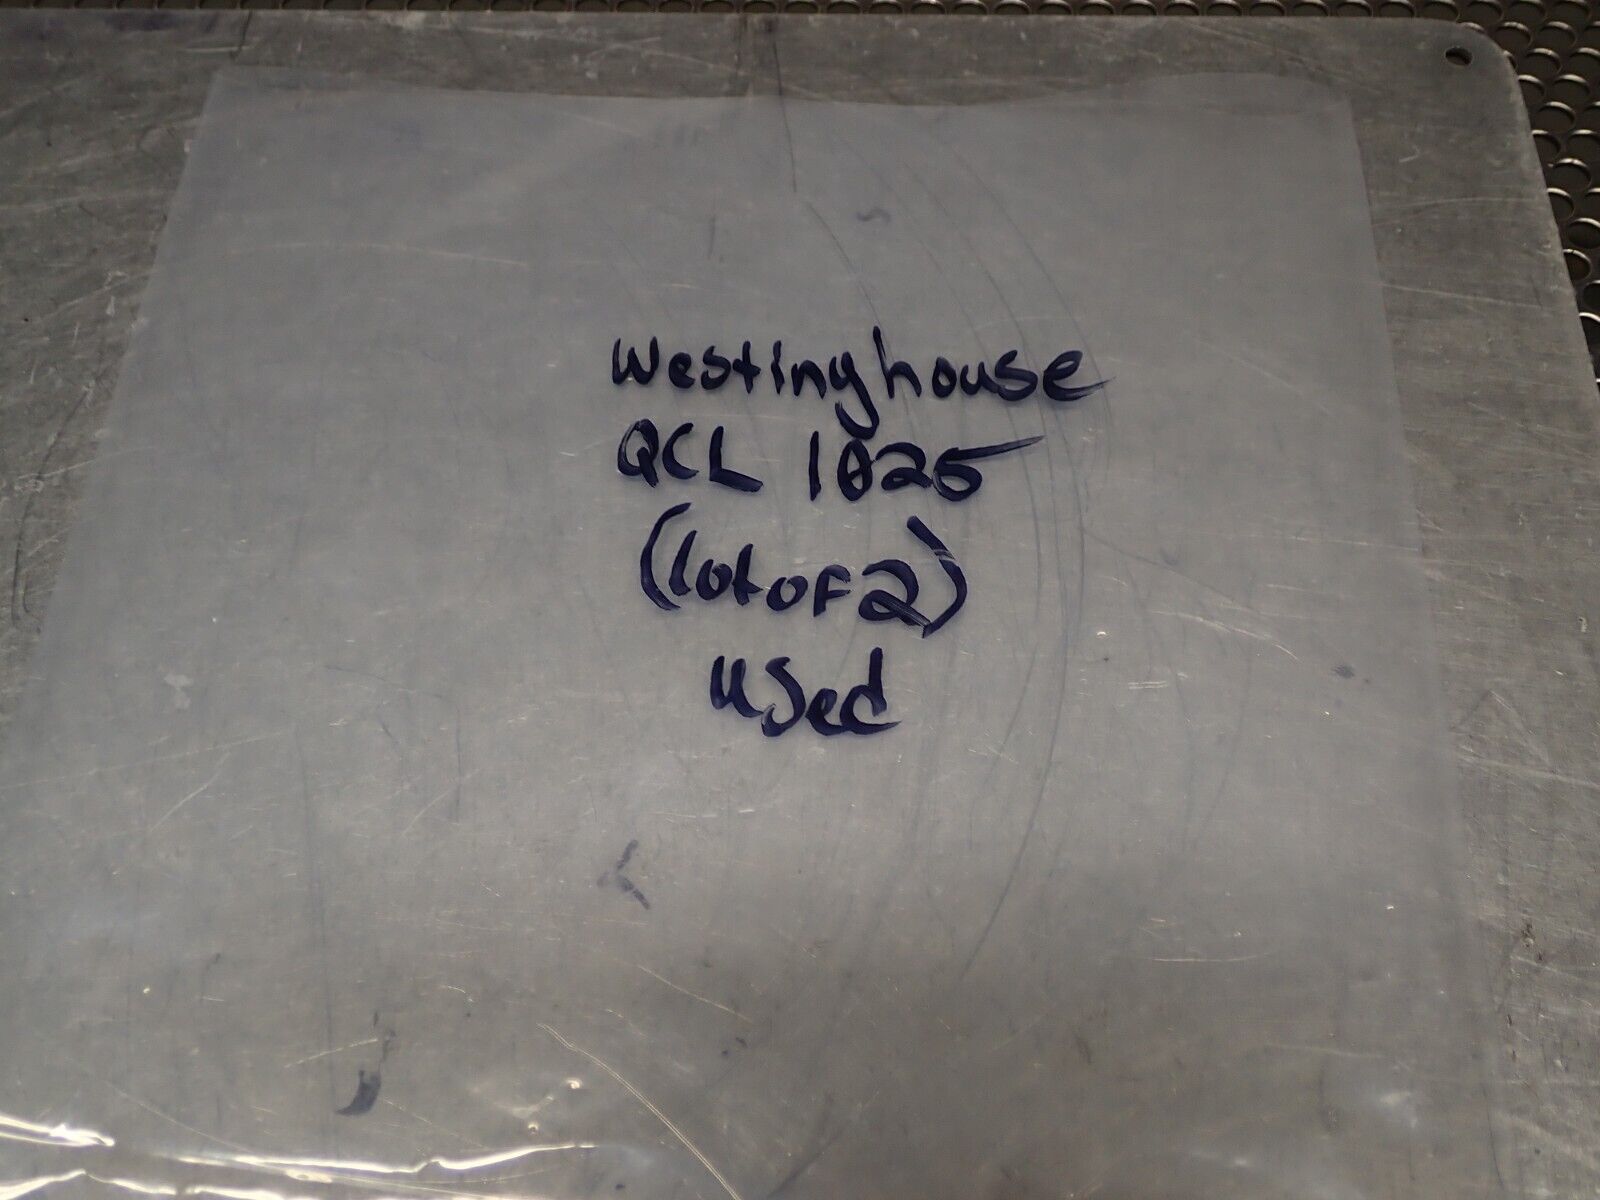 Westinghouse
QCL 1025
(lot of 2)
used